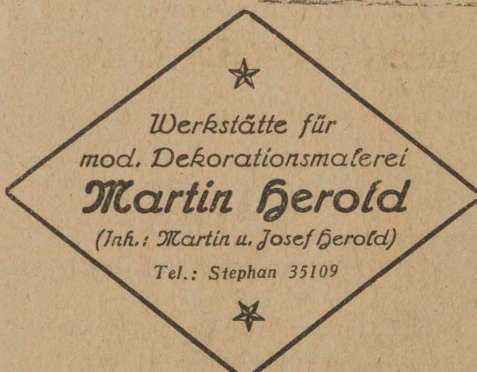 Werkstätte für
mod. Dekorationsmalerei
Martin Herold
(Inh.: Martin u. Josef Herold)
Tel.: Stephan 35109